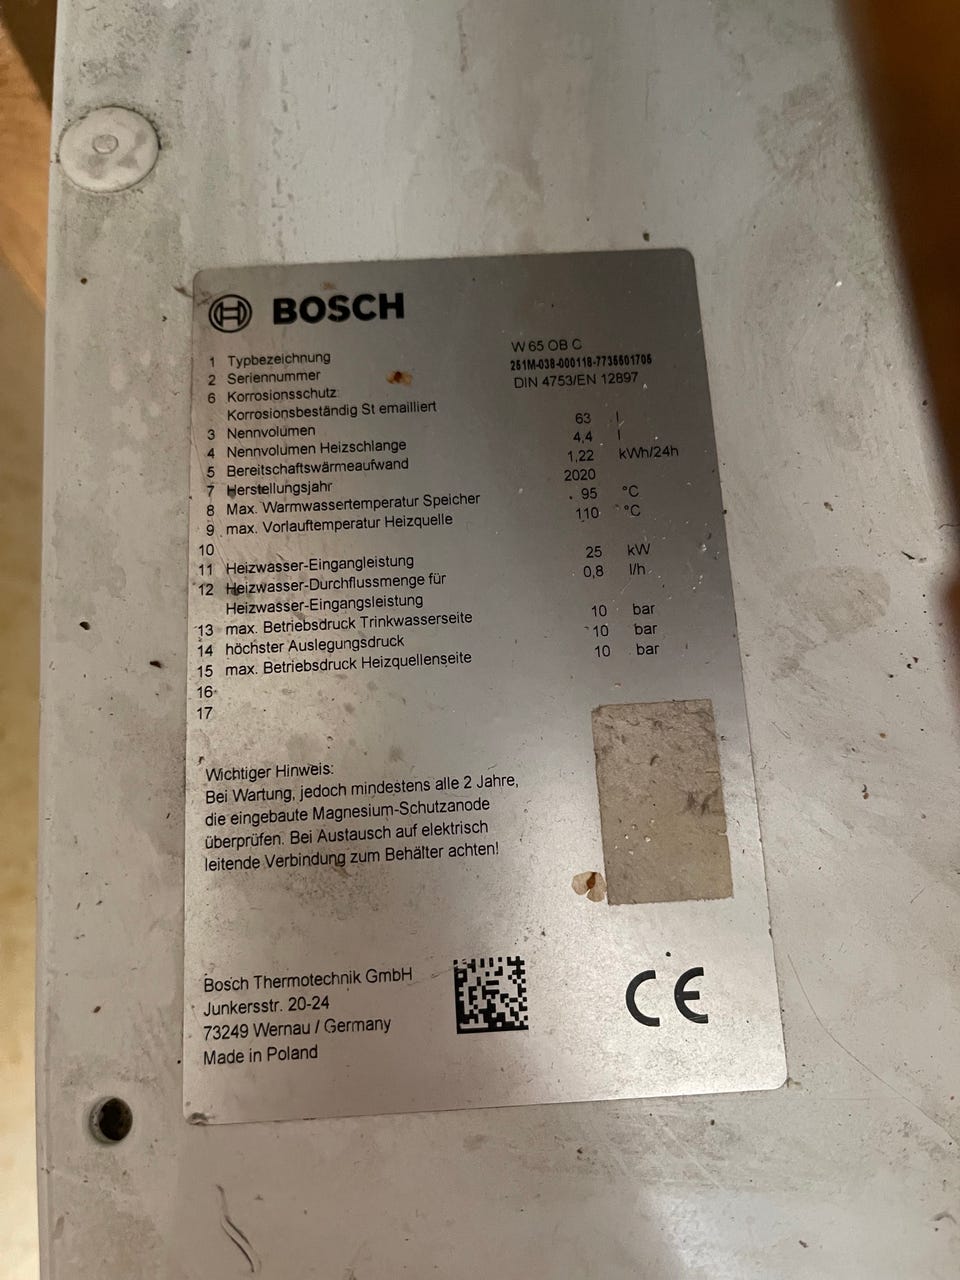 BOSCH
1 Typbezeichnung W 65 OB C
2 Seriennummer 251M-038-000118-7735501705
6 Korrosionsschutz DIN 4753/EN 12897
Korrosionsbeständig St emailliert
3 Nennvolumen 63 l
4 Nennvolumen Heizschlange 4,4 l
5 Bereitschaftswärmeaufwand 1,22 kWh/24h
7 Herstellungsjahr 2020
8 Max. Warmwassertemperatur Speicher 95 °C
9 max. Vorlauftemperatur Heizquelle 110 °C
10
11 Heizwasser-Eingangleistung 25 kW
12 Heizwasser-Durchflussmenge für 0,8 l/h
Heizwasser-Eingangsleistung
13 max. Betriebsdruck Trinkwasserseite 10 bar
14 höchster Auslegungsdruck 10 bar
15 max. Betriebsdruck Heizquellenseite 10 bar
16
17
Wichtiger Hinweis:
Bei Wartung, jedoch mindestens alle 2 Jahre,
die eingebaute Magnesium-Schutzanode
überprüfen. Bei Austausch auf elektrisch
leitende Verbindung zum Behälter achten!
Bosch Thermotechnik GmbH
Junkersstr. 20-24
73249 Wernau / Germany
Made in Poland
CE